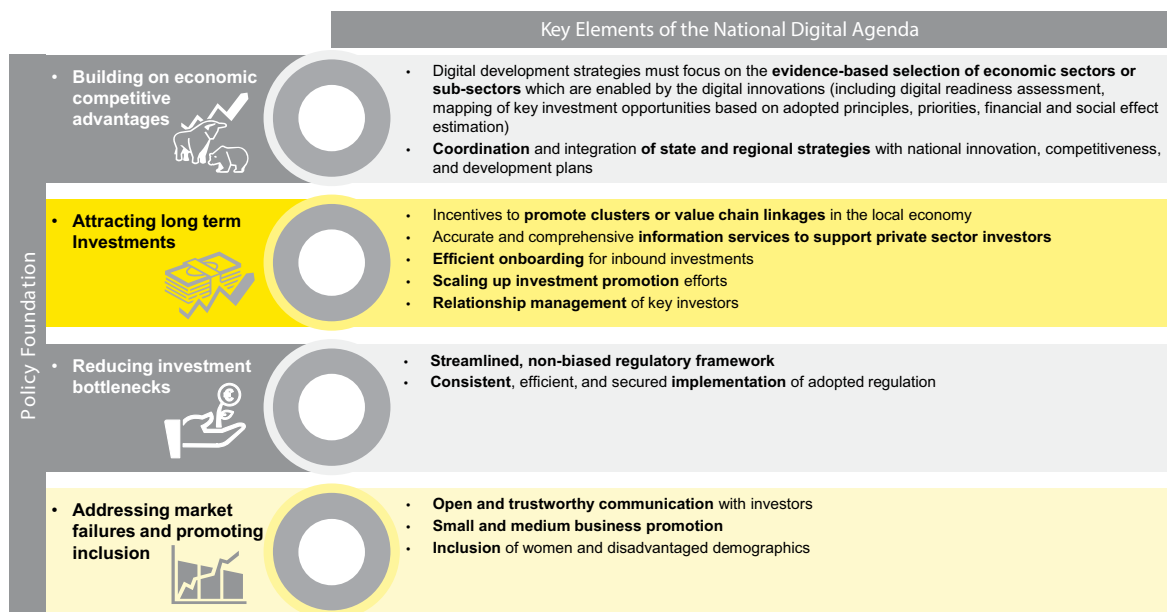 Key Elements of the National Digital Agenda
Policy Foundation
• Building on economic
competitive
advantages
• Digital development strategies must focus on the evidence-based selection of economic sectors or
sub-sectors which are enabled by the digital innovations (including digital readiness assessment,
mapping of key investment opportunities based on adopted principles, priorities, financial and social effect
estimation)
• Coordination and integration of state and regional strategies with national innovation, competitiveness,
and development plans
• Attracting long term
Investments
• Incentives to promote clusters or value chain linkages in the local economy
• Accurate and comprehensive information services to support private sector investors
• Efficient onboarding for inbound investments
• Scaling up investment promotion efforts
• Relationship management of key investors
• Reducing investment
bottlenecks
€
• Streamlined, non-biased regulatory framework
• Consistent, efficient, and secured implementation of adopted regulation
• Addressing market
failures and promoting
inclusion
• Open and trustworthy communication with investors
• Small and medium business promotion
• Inclusion of women and disadvantaged demographics